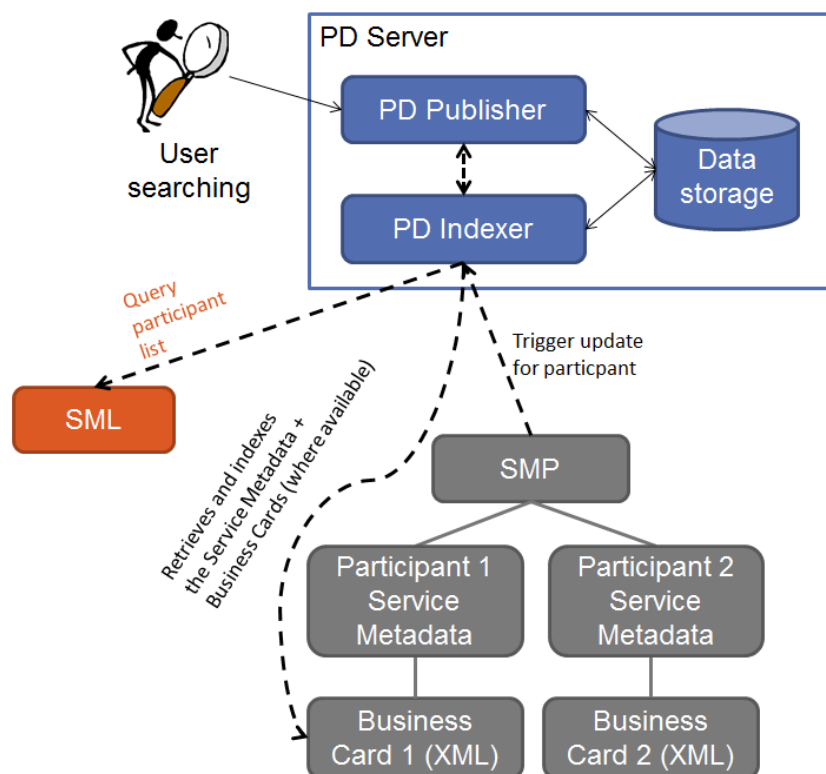 PD Server
PD Publisher
User
searching
Data
storage
PD Indexer
Query
participant
list
Trigger update
for particpant
SML
Retrieves and indexes
the Service Metadata +
Business Cards (where available)
SMP
Participant 1
Service
Metadata
Participant 2
Service
Metadata
Business
Card 1 (XML)
Business
Card 2 (XML)